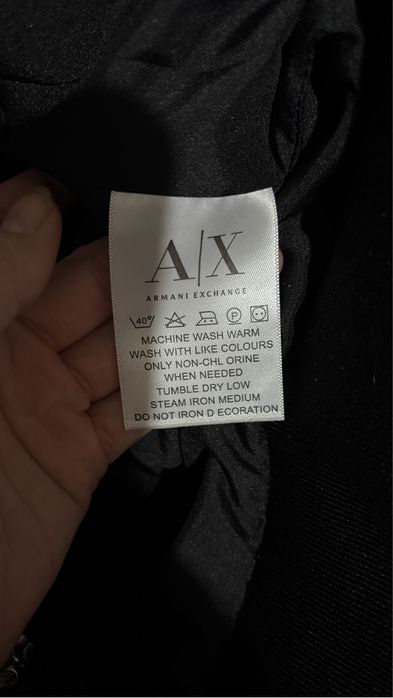 A|X
ARMANI EXCHANGE
40° P
MACHINE WASH WARM
WASH WITH LIKE COLOURS
ONLY NON-CHL ORINE
WHEN NEEDED
TUMBLE DRY LOW
STEAM IRON MEDIUM
DO NOT IRON D ECORATION